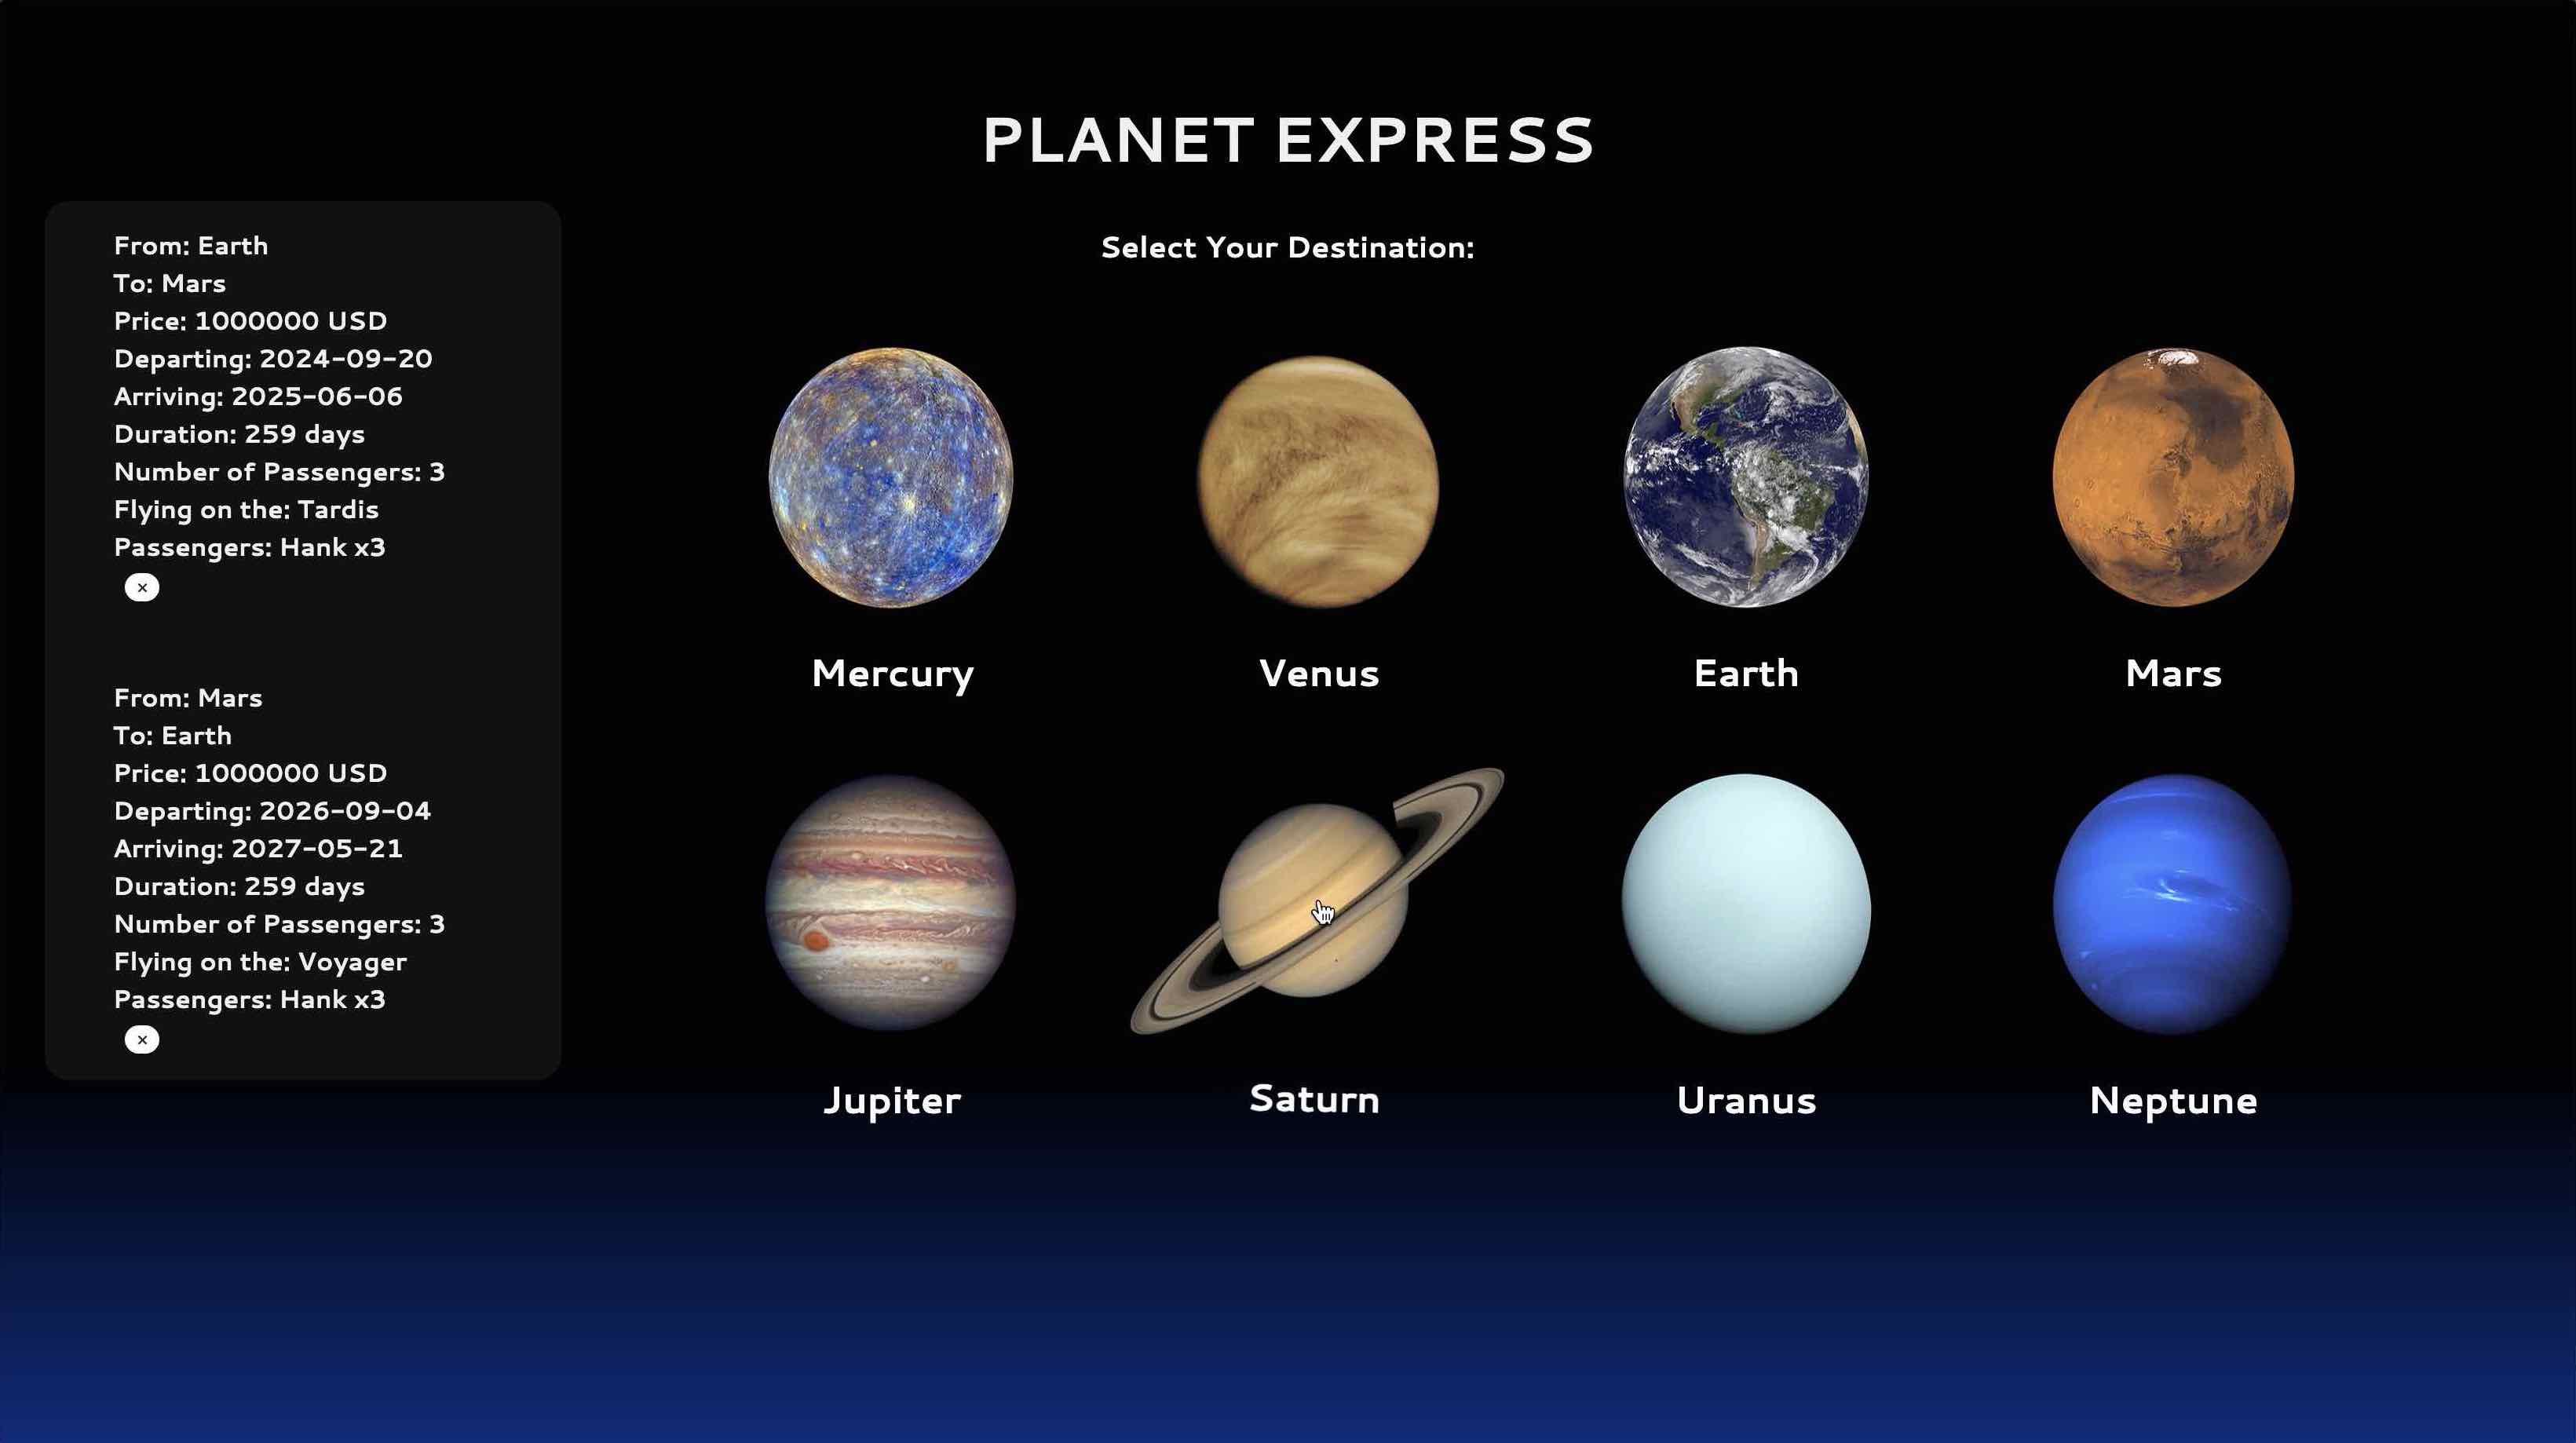 PLANET EXPRESS
From: Earth
To: Mars
Price: 1000000 USD
Departing: 2024-09-20
Arriving: 2025-06-06
Duration: 259 days
Number of Passengers: 3
Flying on the: Tardis
Passengers: Hank x3
×
From: Mars
To: Earth
Price: 1000000 USD
Departing: 2026-09-04
Arriving: 2027-05-21
Duration: 259 days
Number of Passengers: 3
Flying on the: Voyager
Passengers: Hank x3
×
Select Your Destination:
Mercury
Venus
Earth
Mars
Jupiter
Saturn
Uranus
Neptune